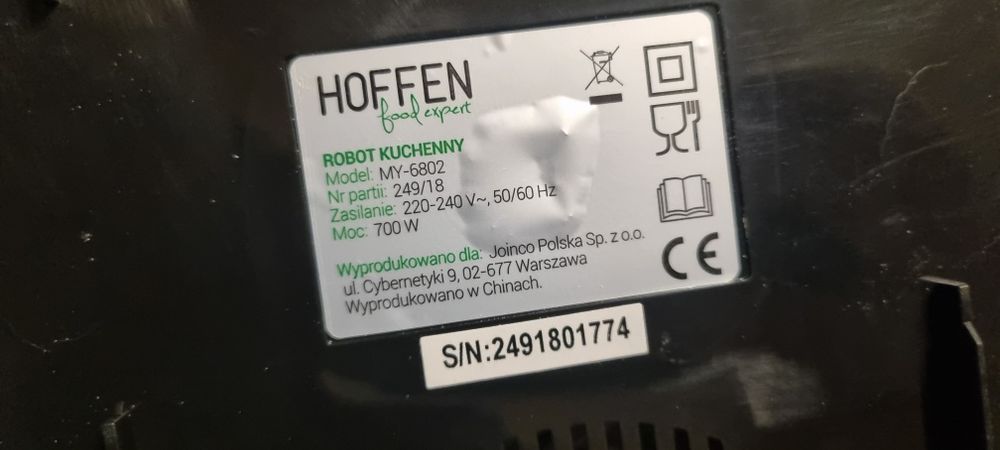 HOFFEN
food expert
ROBOT KUCHENNY
Model: MY-6802
Nr partii: 249/18
Zasilanie: 220-240 V~, 50/60 Hz
Moc: 700 W
Wyprodukowano dla: Joinco Polska Sp. z o.o.
ul. Cybernetyki 9, 02-677 Warszawa
Wyprodukowano w Chinach.
CE
S/N:2491801774